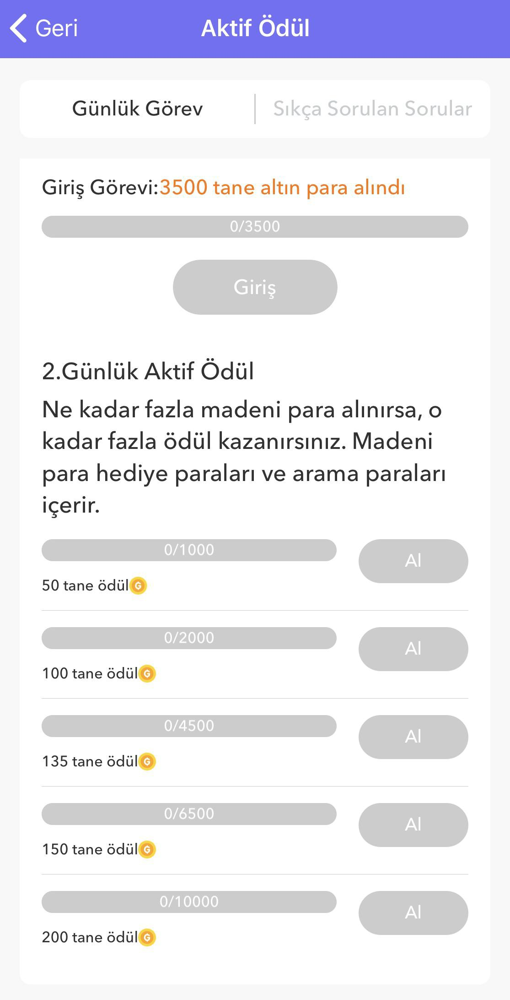 Geri
Aktif Ödül
Günlük Görev
Sıkça Sorulan Sorular
Giriş Görevi:3500 tane altın para alındı
0/3500
Giriş
2.Günlük Aktif Ödül
Ne kadar fazla madeni para alınırsa, o
kadar fazla ödül kazanırsınız. Madeni
para hediye paraları ve arama paraları
içerir.
0/1000
Al
50 tane ödül
0/2000
Al
100 tane ödül
0/4500
Al
135 tane ödül
0/6500
Al
150 tane ödül
0/10000
Al
200 tane ödül